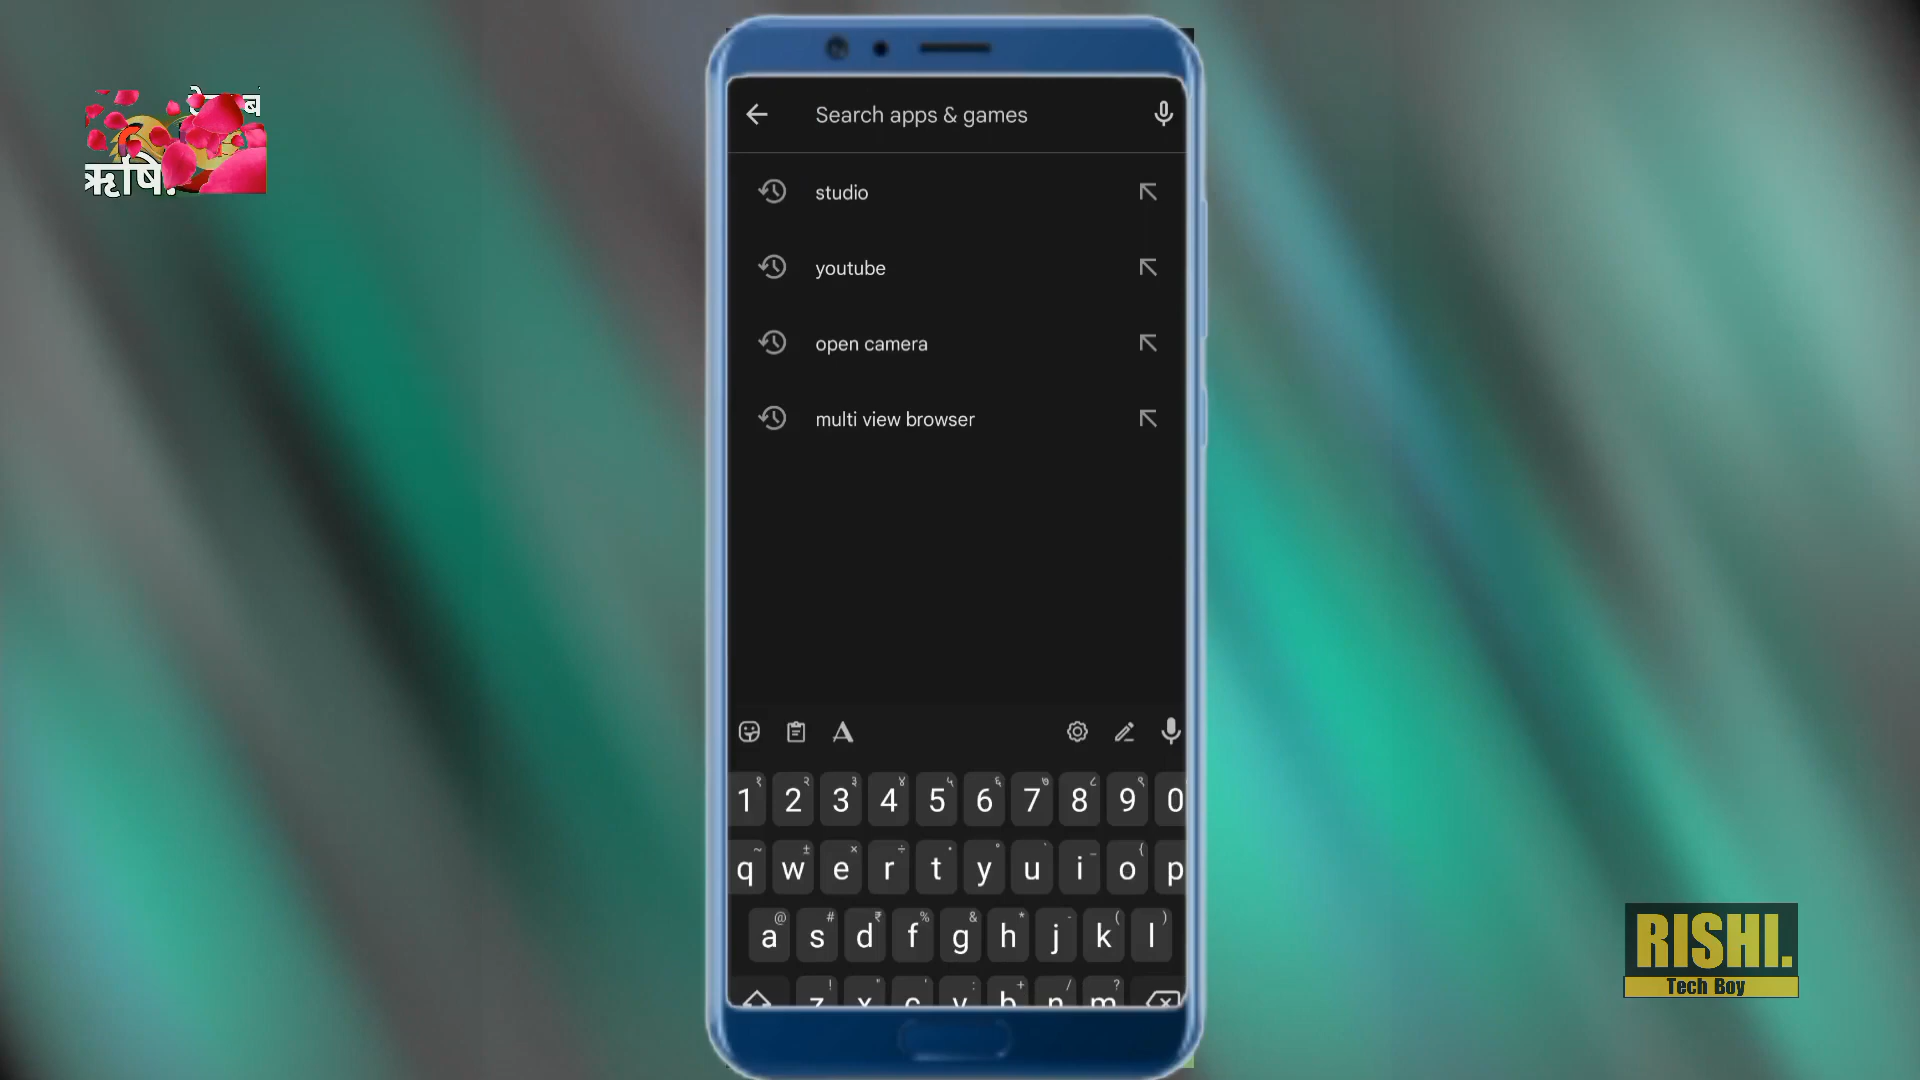 ऋषि.
Search apps & games
studio
youtube
open camera
multi view browser
1 2 3 4 5 6 7 8 9 0
q w e r t y u i o p
a s d f g h j k l
z x c v b n m
RISHI.
Tech Boy